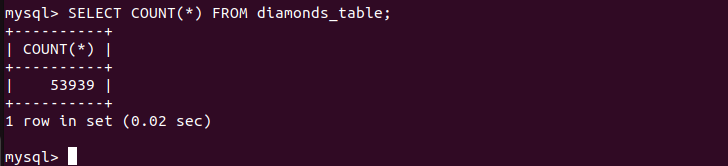 mysql> SELECT COUNT(*) FROM diamonds_table;
+----------+
| COUNT(*) |
+----------+
|    53939 |
+----------+
1 row in set (0.02 sec)
mysql>